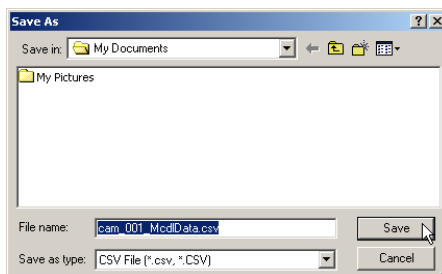 Save As
Save in: My Documents
My Pictures
File name: cam_001_McdlData.csv Save
Save as type: CSV File (*.csv, *.CSV) Cancel